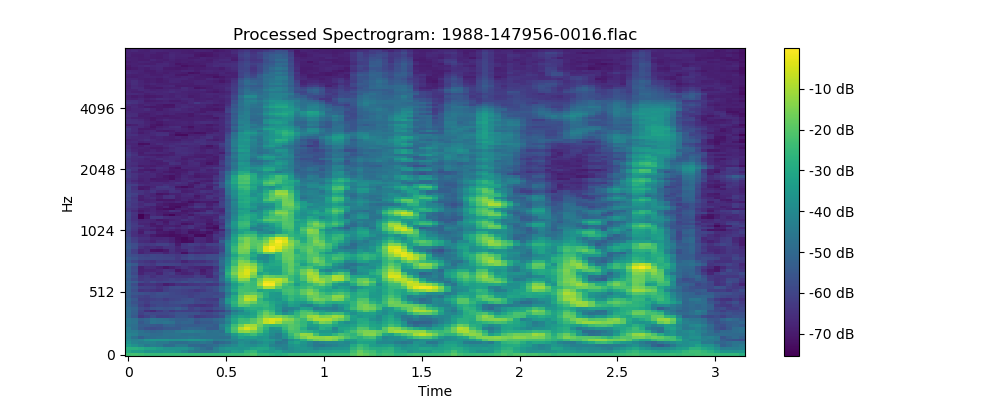 Processed Spectrogram: 1988-147956-0016.flac
Hz
4096
2048
1024
512
0
0
0.5
1
1.5
2
2.5
3
Time
-10 dB
-20 dB
-30 dB
-40 dB
-50 dB
-60 dB
-70 dB